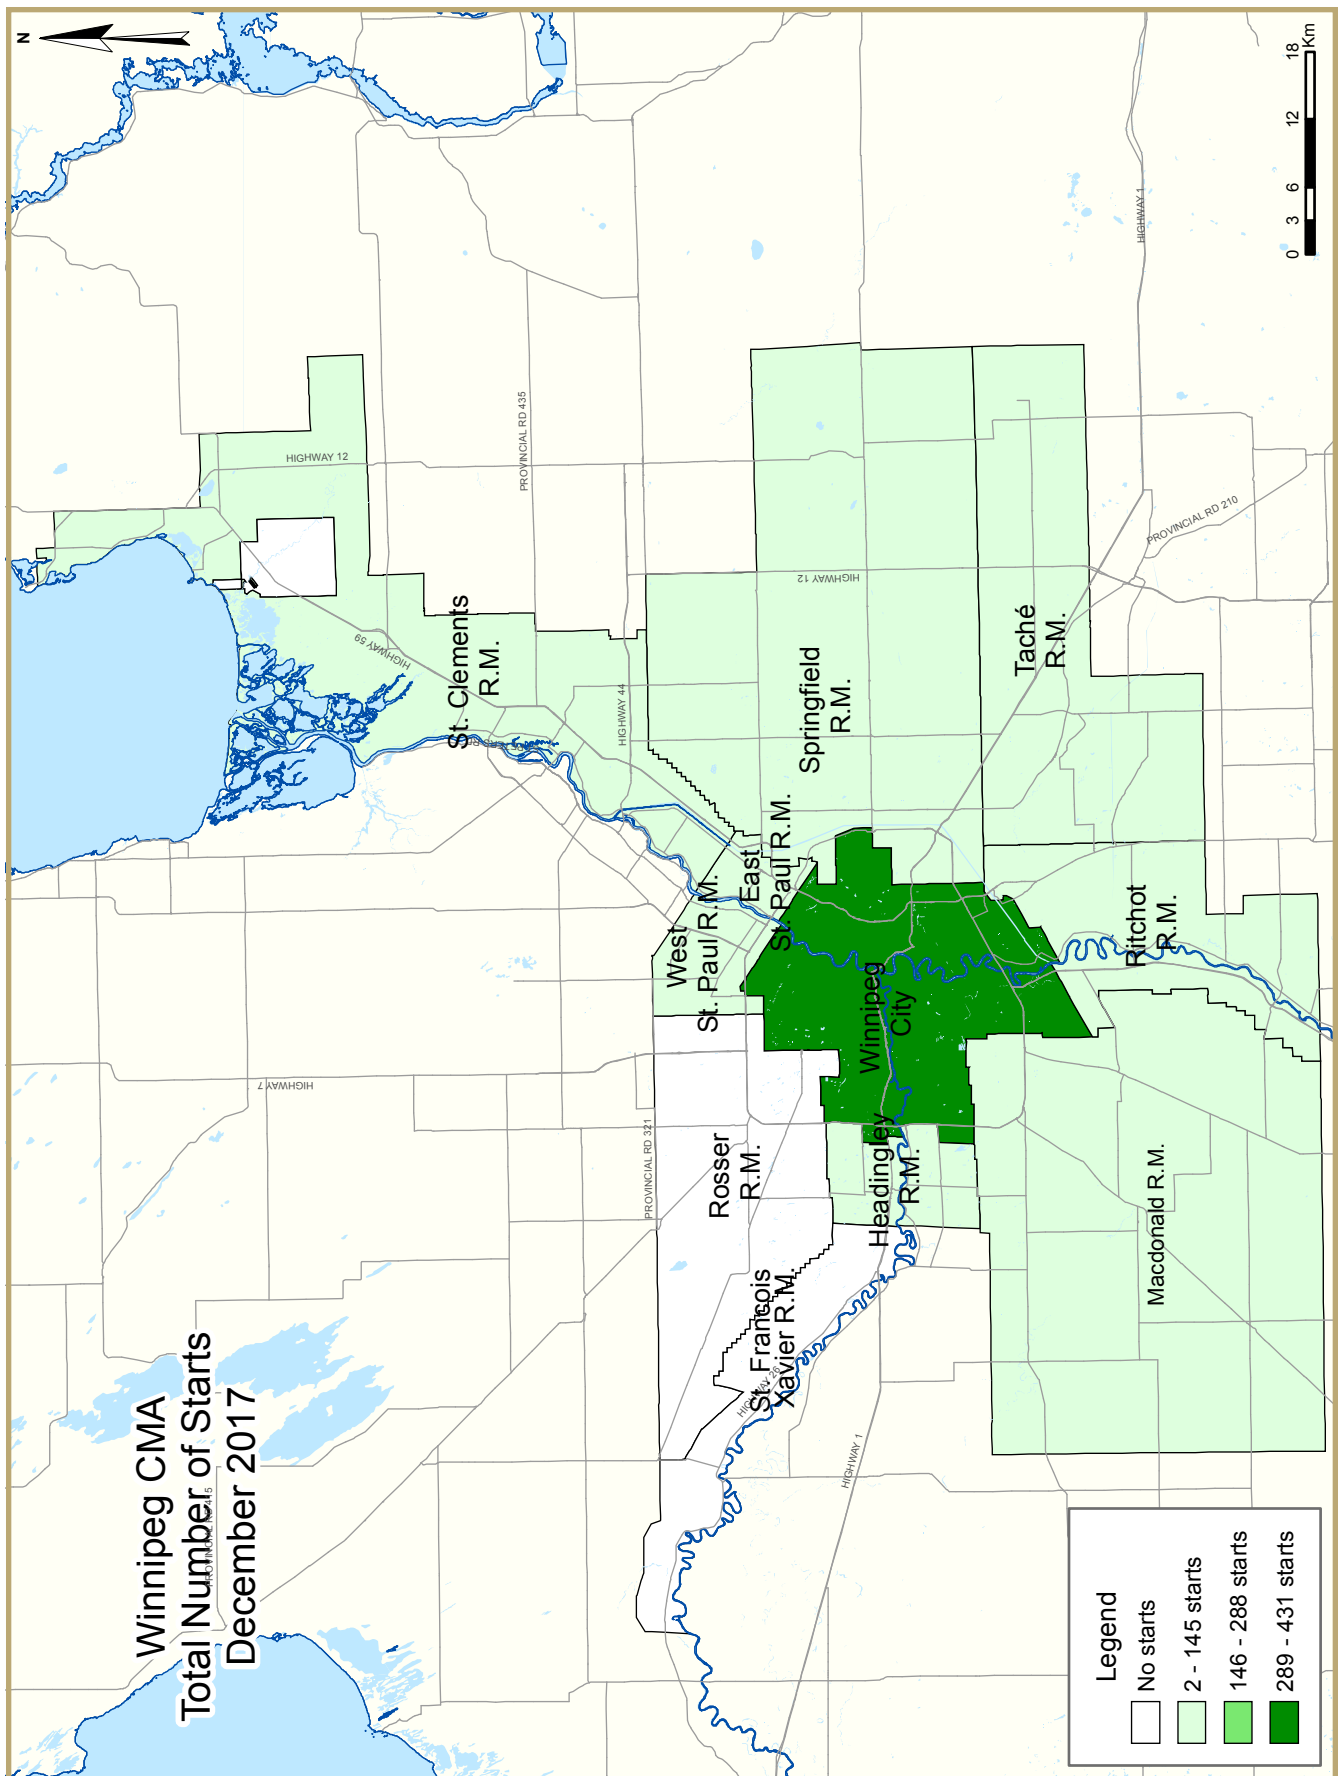 Winnipeg CMA
Total Number of Starts
December 2017
N
PROVINCIAL RD 415
HIGHWAY 7
HIGHWAY 12
HIGHWAY 59
PROVINCIAL RD 435
St. Clements
R.M.
HIGHWAY 44
PROVINCIAL RD 321
West
St. Paul R.M.
East
St. Paul R.M.
Rosser
R.M.
St. Francois
Xavier R.M.
HIGHWAY 26
HIGHWAY 12
Springfield
R.M.
Winnipeg
City
Headingley
R.M.
HIGHWAY 1
HIGHWAY 1
Taché
R.M.
PROVINCIAL RD 210
Ritchot
R.M.
Macdonald R.M.
Legend
No starts
2 - 145 starts
146 - 288 starts
289 - 431 starts
0 3 6 12 18
Km